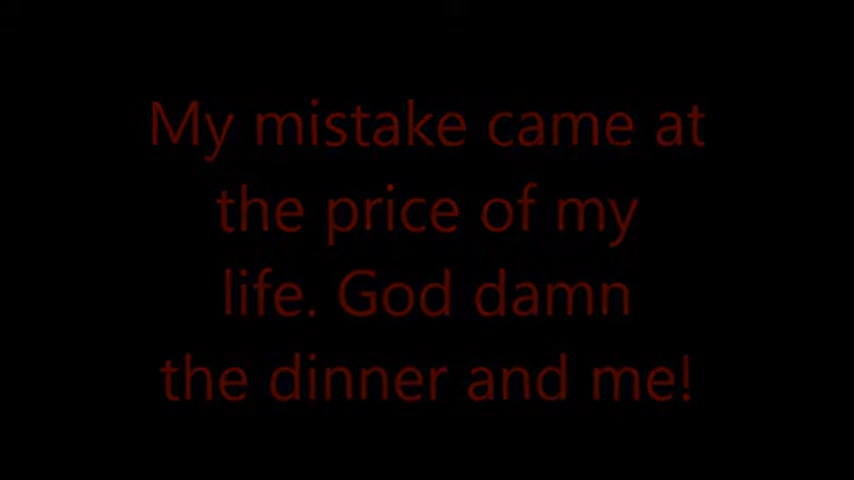 My mistake came at
the price of my
life. God damn
the dinner and me!